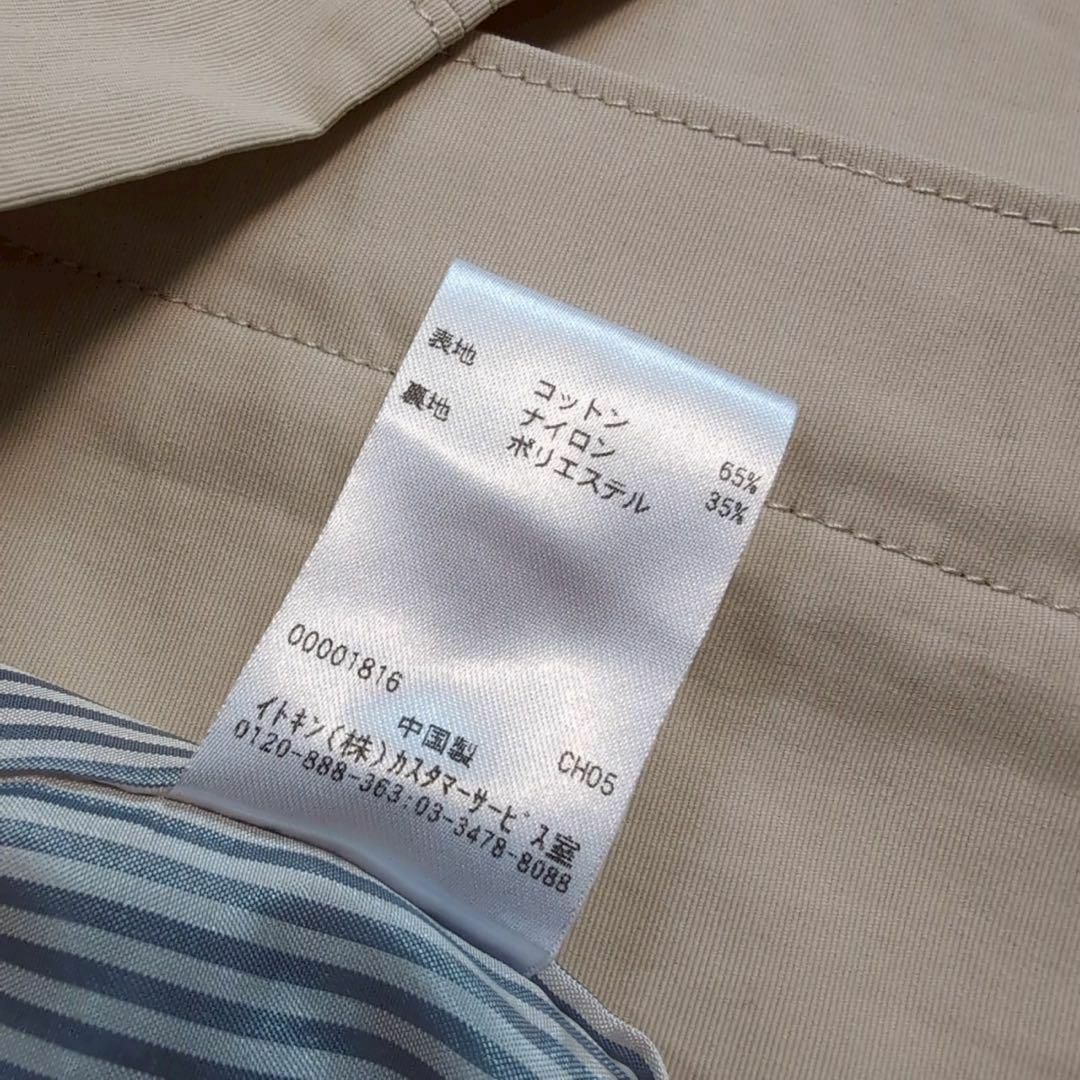 表地 コットン 65%
ナイロン 35%
裏地 ポリエステル
00001816
中国製 CH05
イトキン(株)カスタマーサービス室
0120-888-363:03-3478-8088